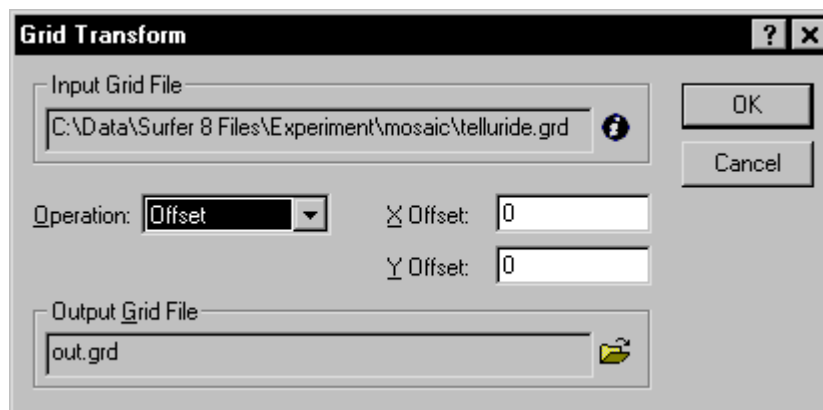 Grid Transform
Input Grid File
C:\Data\Surfer 8 Files\Experiment\mosaic\telluride.grd
OK
Cancel
Operation: Offset
X Offset: 0
Y Offset: 0
Output Grid File
out.grd